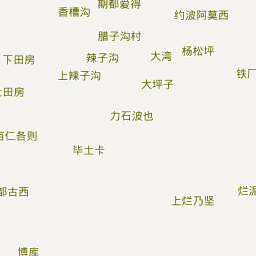 期都爱得
香槽沟
约波阿莫西
腊子沟村
杨松坪
大湾
辣子沟
下田房
上辣子沟
铁厂
大坪子
田房
力石波也
百仁各则
毕土卡
都古西
上烂乃坚
烂泥
博库